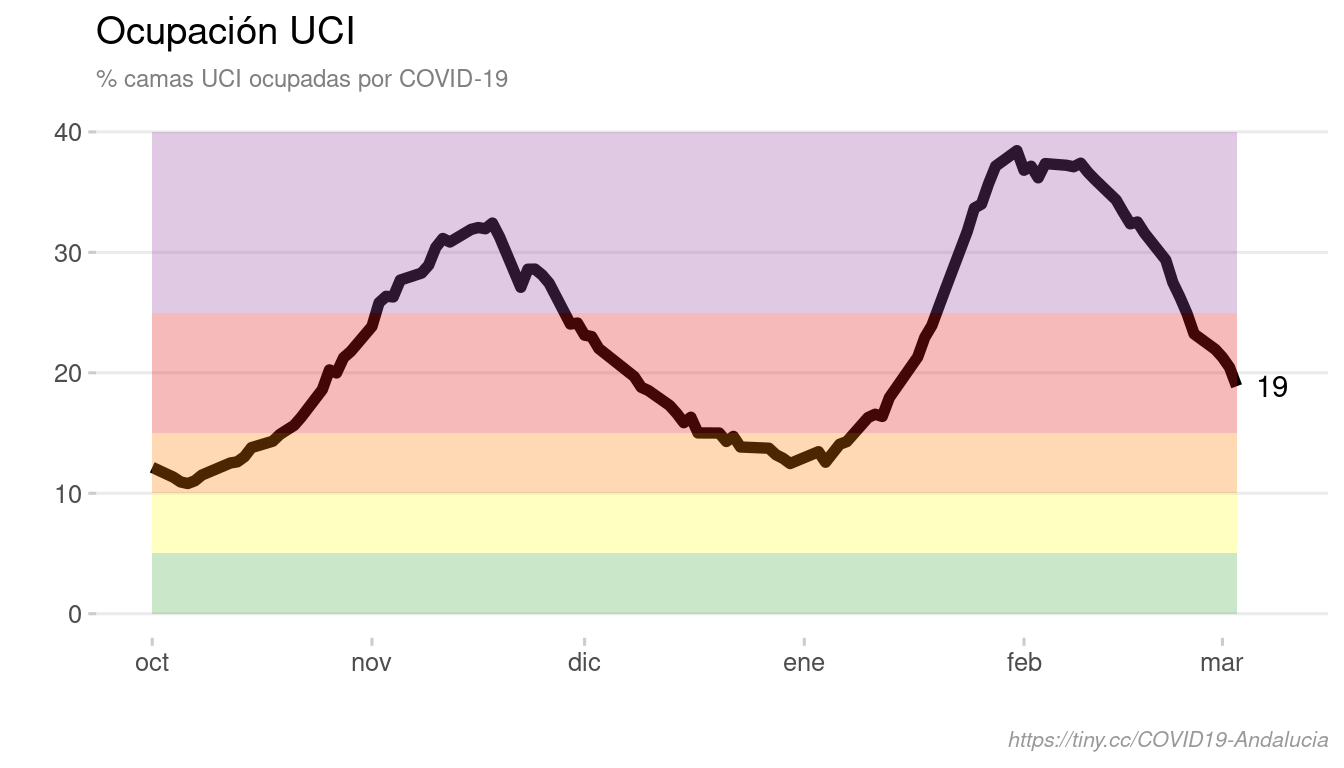 Ocupación UCI
% camas UCI ocupadas por COVID-19
40
30
20
10
0
19
oct nov dic ene feb mar
https://tiny.cc/COVID19-Andalucia